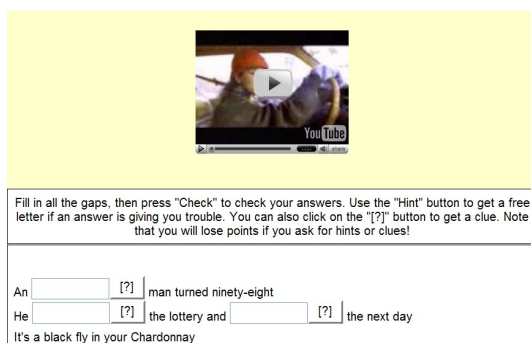 You Tube
share
Fill in all the gaps, then press "Check" to check your answers. Use the "Hint" button to get a free
letter if an answer is giving you trouble. You can also click on the "[?]" button to get a clue. Note
that you will lose points if you ask for hints or clues!
An [?] man turned ninety-eight
He [?] the lottery and [?] the next day
It's a black fly in your Chardonnay